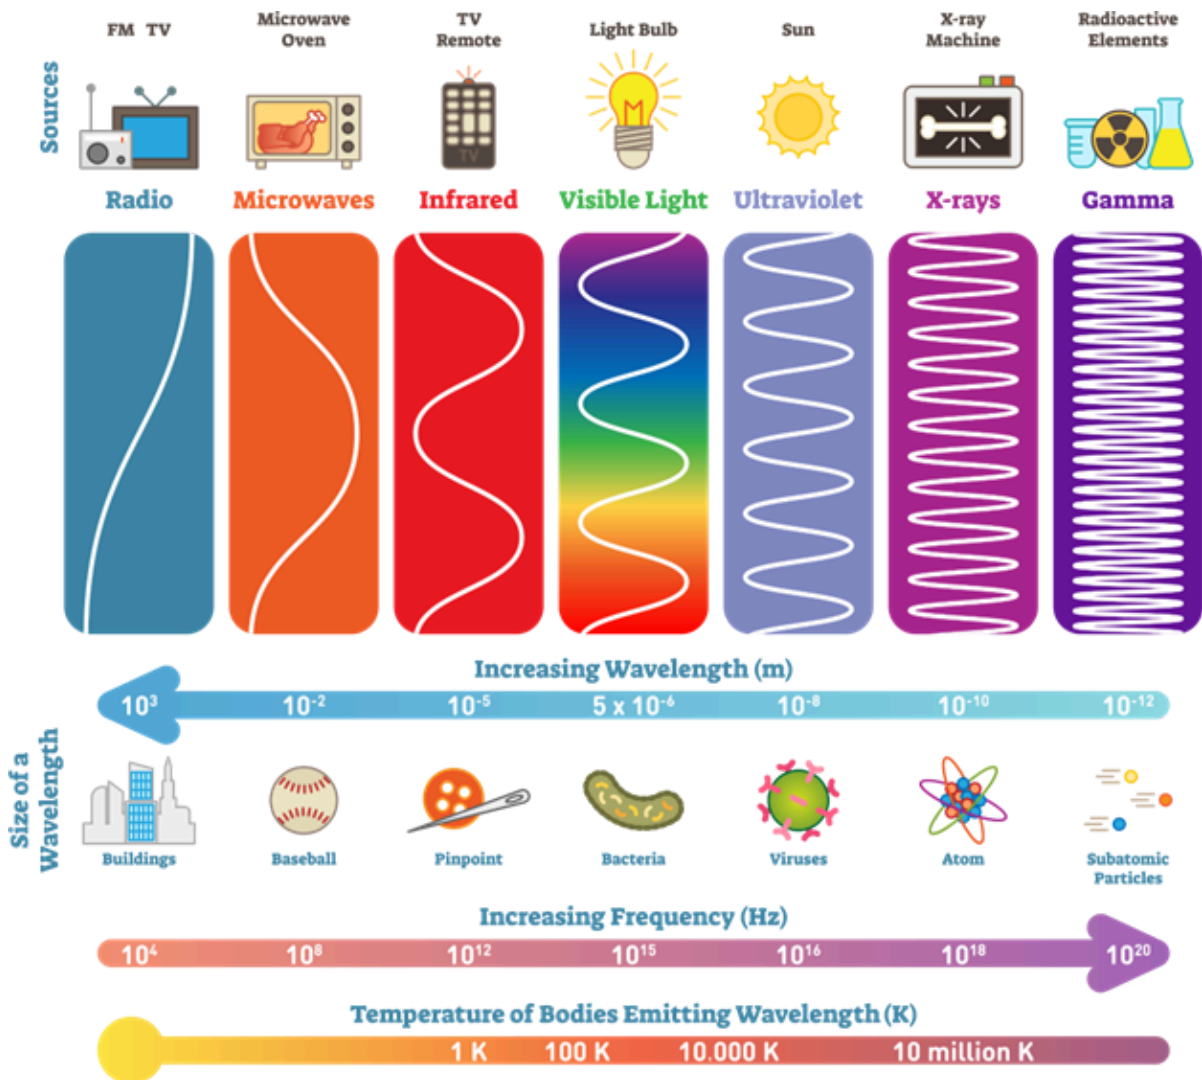 Sources
FM TV
Microwave
Oven
TV
Remote
Light Bulb
Sun
X-ray
Machine
Radioactive
Elements
TV
Radio
Microwaves
Infrared
Visible Light
Ultraviolet
X-rays
Gamma
Increasing Wavelength (m)
10³ 10⁻² 10⁻⁵ 5 x 10⁻⁶ 10⁻⁸ 10⁻¹⁰ 10⁻¹²
Size of a
Wavelength
Buildings
Baseball
Pinpoint
Bacteria
Viruses
Atom
Subatomic
Particles
Increasing Frequency (Hz)
10⁴ 10⁸ 10¹² 10¹⁵ 10¹⁶ 10¹⁸ 10²⁰
Temperature of Bodies Emitting Wavelength (K)
1 K 100 K 10.000 K 10 million K